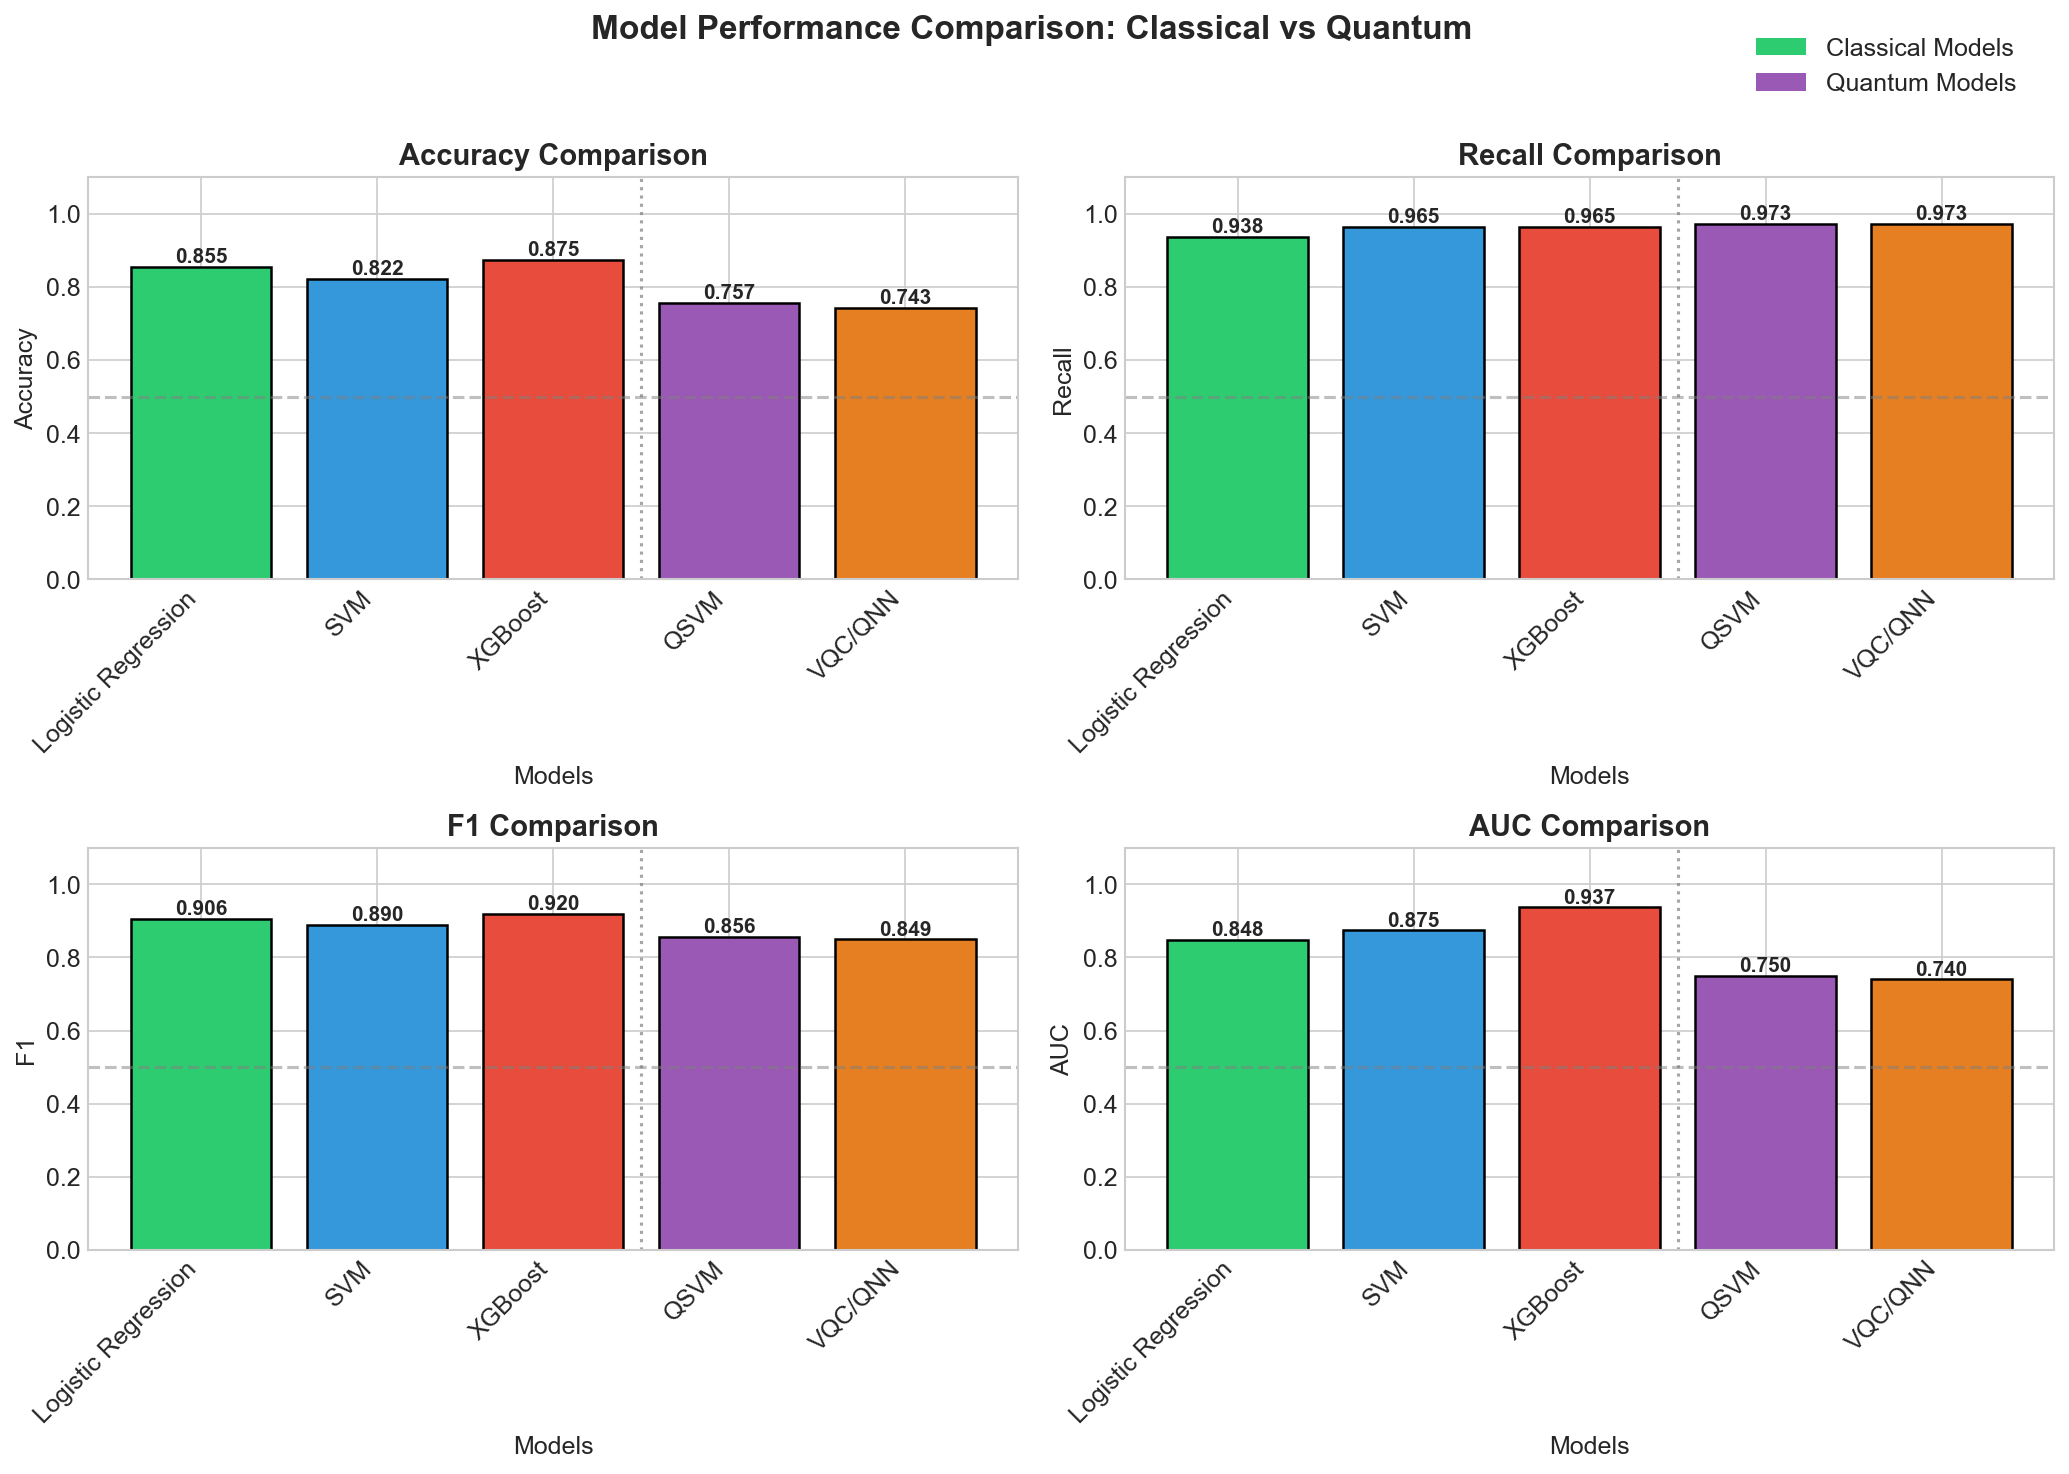 Model Performance Comparison: Classical vs Quantum
Classical Models
Quantum Models
Accuracy Comparison
Accuracy
1.0
0.8
0.6
0.4
0.2
0.0
0.855
0.822
0.875
0.757
0.743
Logistic Regression
SVM
XGBoost
QSVM
VQC/QNN
Models
Recall Comparison
Recall
1.0
0.8
0.6
0.4
0.2
0.0
0.938
0.965
0.965
0.973
0.973
Logistic Regression
SVM
XGBoost
QSVM
VQC/QNN
Models
F1 Comparison
F1
1.0
0.8
0.6
0.4
0.2
0.0
0.906
0.890
0.920
0.856
0.849
Logistic Regression
SVM
XGBoost
QSVM
VQC/QNN
Models
AUC Comparison
AUC
1.0
0.8
0.6
0.4
0.2
0.0
0.848
0.875
0.937
0.750
0.740
Logistic Regression
SVM
XGBoost
QSVM
VQC/QNN
Models